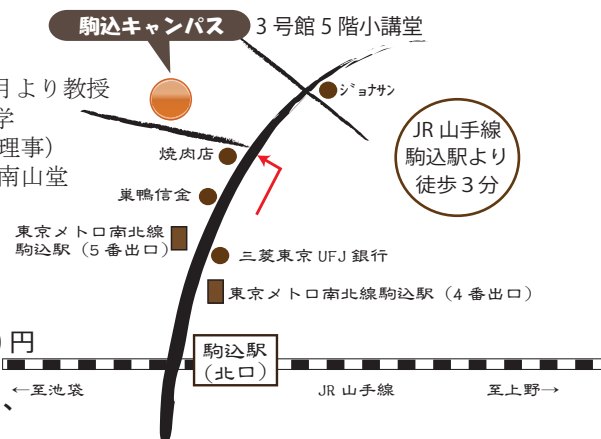 駒込キャンパス
3 号館 5 階小講堂
月より教授
学
理事）
南山堂
ジョナサン
JR 山手線
駒込駅より
徒歩 3 分
焼肉店
巣鴨信金
東京メトロ南北線
駒込駅（5 番出口）
三菱東京 UFJ 銀行
東京メトロ南北線駒込駅（4 番出口）
円
駒込駅
（北口）
←至池袋
JR 山手線
至上野→
、